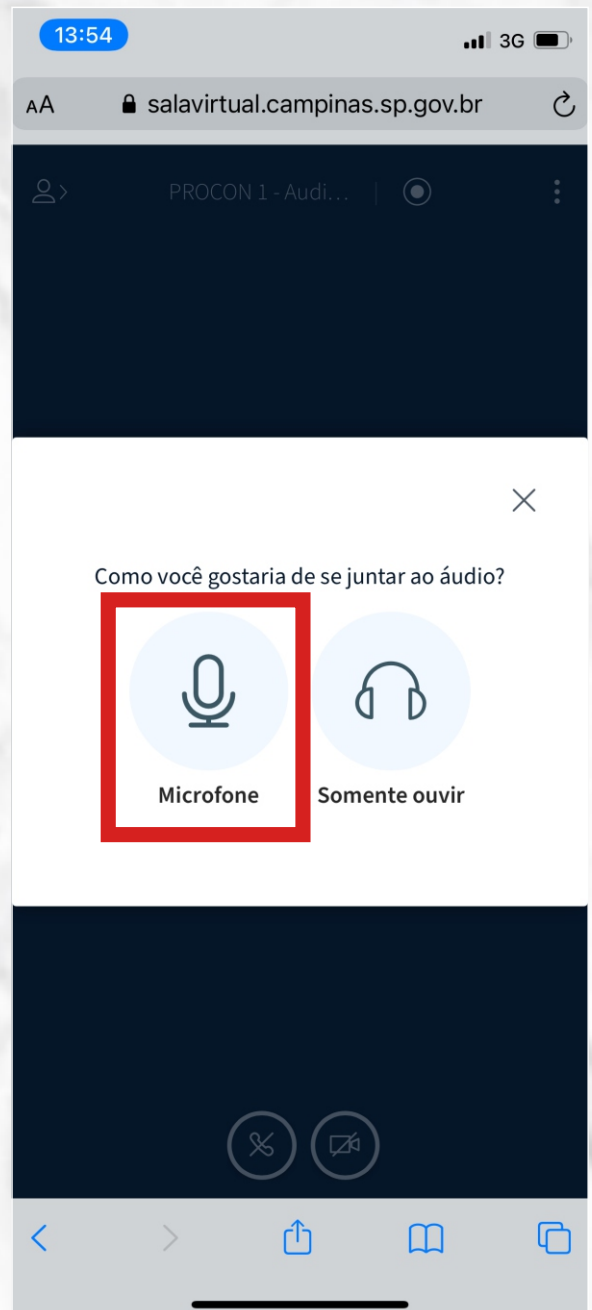 13:54
3G
AA
salavirtual.campinas.sp.gov.br
PROCON 1 - Audi...
Como você gostaria de se juntar ao áudio?
Microfone
Somente ouvir